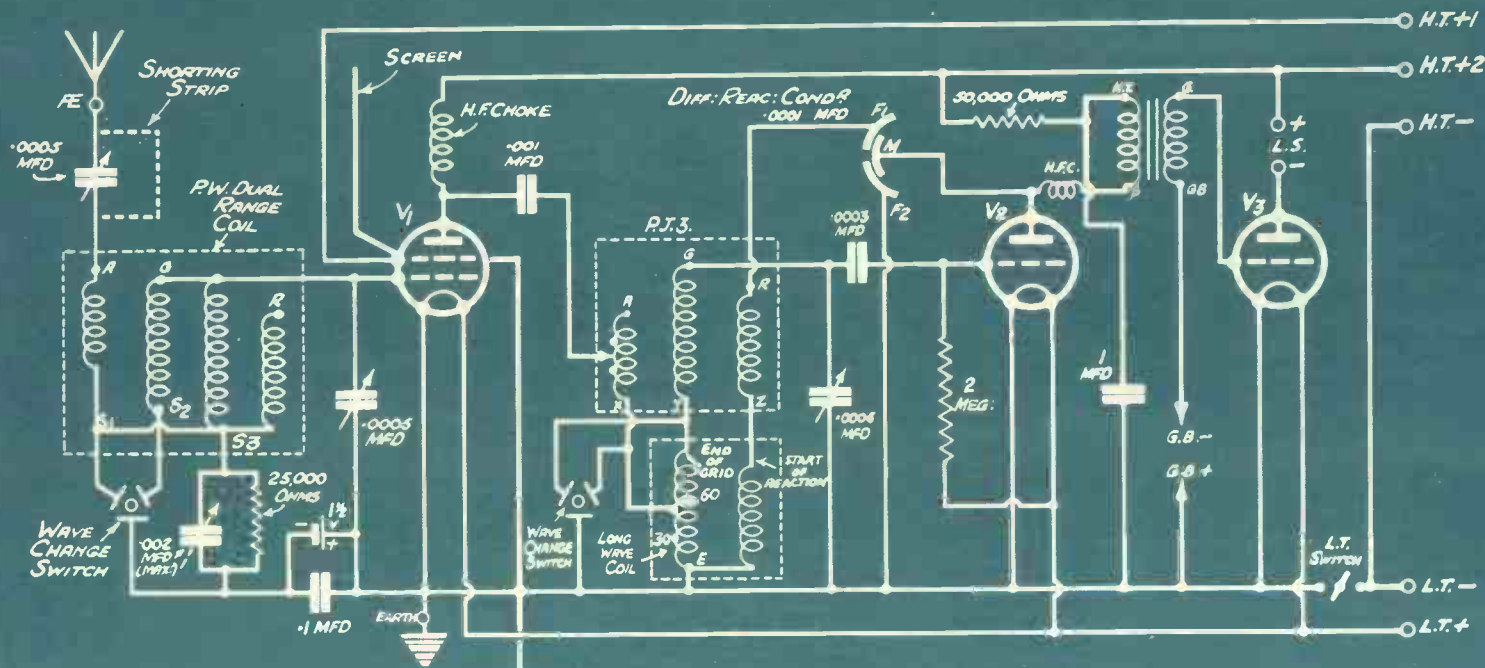 H.T.+1
SCREEN
SHORTING
STRIP
H.T.+2
AE
H.F. CHOKE
DIFF: REAC: COND R
.0001 MFD
F1
50,000 OHMS
H.T.
G.
+
L.S.
-
H.T.-
.0005
MFD
.001
MFD
M
H.F.C.
P
GB
P.W. DUAL
RANGE
COIL
V1
P.J.3.
F2
V2
V3
.0003
MFD
A
G
R
A
G
R
X
Z
.0005
MFD
.0005
MFD
2
MEG:
1
MFD
G.B.-
G.B+
S1
S2
S3
25,000
OHMS
END
OF
GRID
60
START
OF
REACTION
WAVE
CHANGE
SWITCH
.002
MFD
(MAX:)
- 1½ V
+
WAVE
CHANGE
SWITCH
30
LONG
WAVE
COIL
E
L.T.
SWITCH
L.T.-
.1 MFD
EARTH
L.T.+